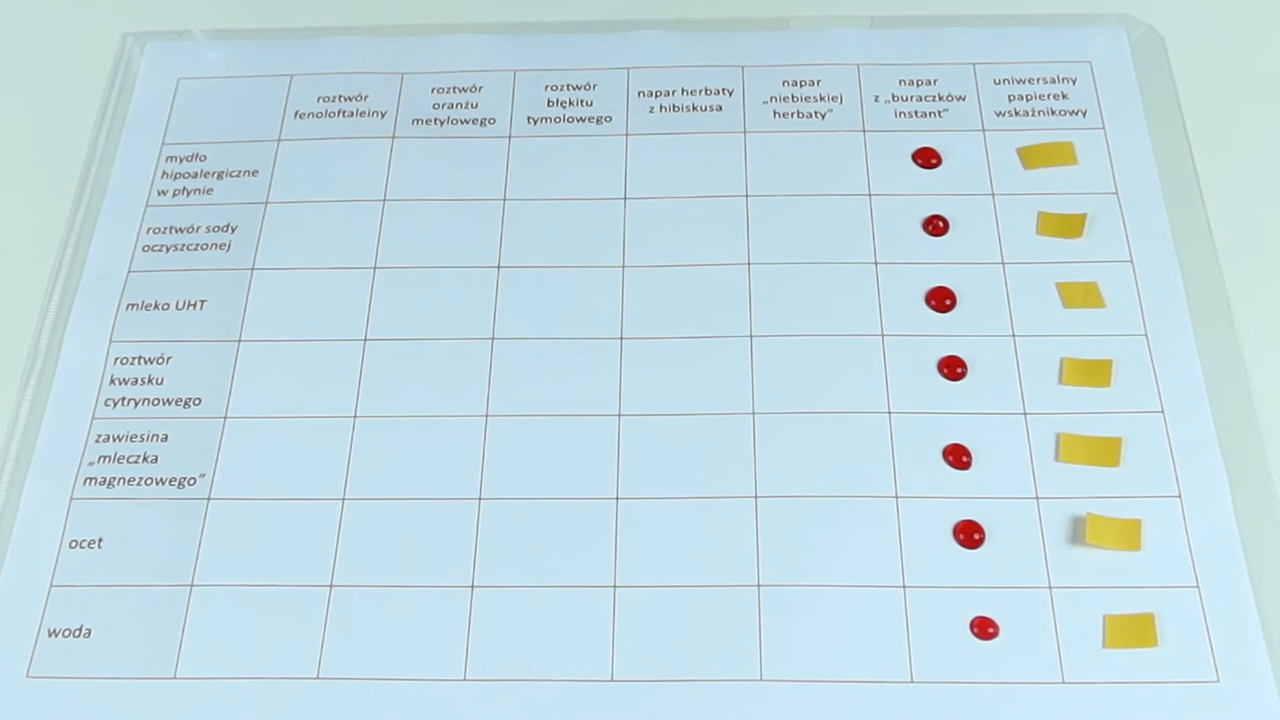 roztwór
fenoloftaleiny
roztwór
oranżu
metylowego
roztwór
błękitu
tymolowego
napar herbaty
z hibiskusa
napar
„niebieskiej
herbaty”
napar
z „buraczków
instant”
uniwersalny
papierek
wskaźnikowy
mydło
hipoalergiczne
w płynie
roztwór sody
oczyszczonej
mleko UHT
roztwór
kwasku
cytrynowego
zawiesina
„mleczka
magnezowego”
ocet
woda